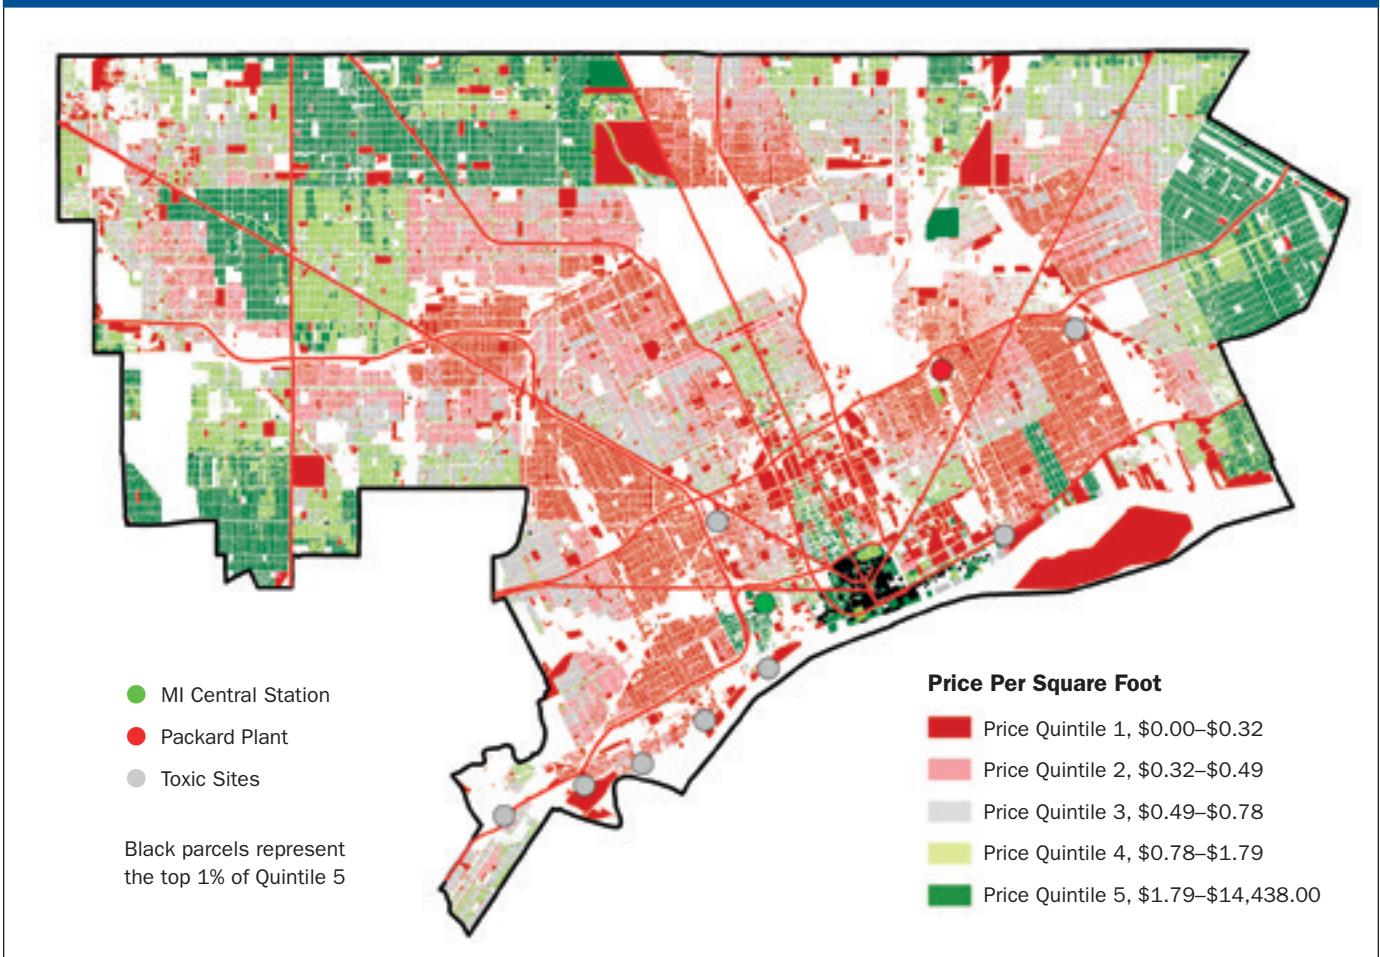 MI Central Station
Packard Plant
Toxic Sites
Black parcels represent
the top 1% of Quintile 5
Price Per Square Foot
Price Quintile 1, $0.00–$0.32
Price Quintile 2, $0.32–$0.49
Price Quintile 3, $0.49–$0.78
Price Quintile 4, $0.78–$1.79
Price Quintile 5, $1.79–$14,438.00